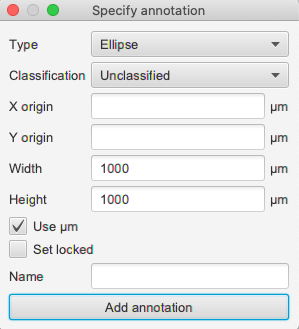 Specify annotation
Type Ellipse
Classification Unclassified
X origin µm
Y origin µm
Width 1000 µm
Height 1000 µm
Use µm
Set locked
Name
Add annotation